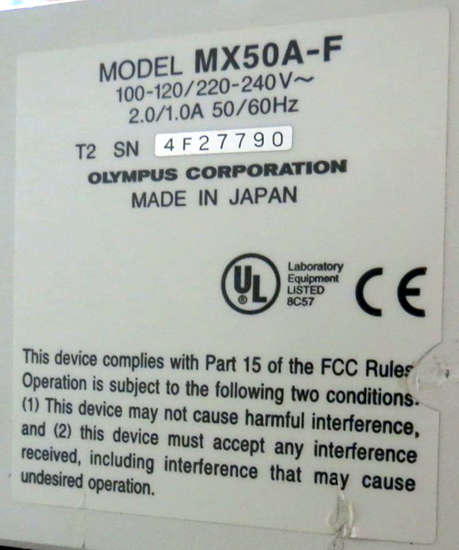 MODEL MX50A-F
100-120/220-240V~
2.0/1.0A 50/60Hz
T2 SN 4F27790
OLYMPUS CORPORATION
MADE IN JAPAN
UL
Laboratory
Equipment
LISTED
8C57
CE
This device complies with Part 15 of the FCC Rules
Operation is subject to the following two conditions.
(1) This device may not cause harmful interference,
and (2) this device must accept any interference
received, including interference that may cause
undesired operation.